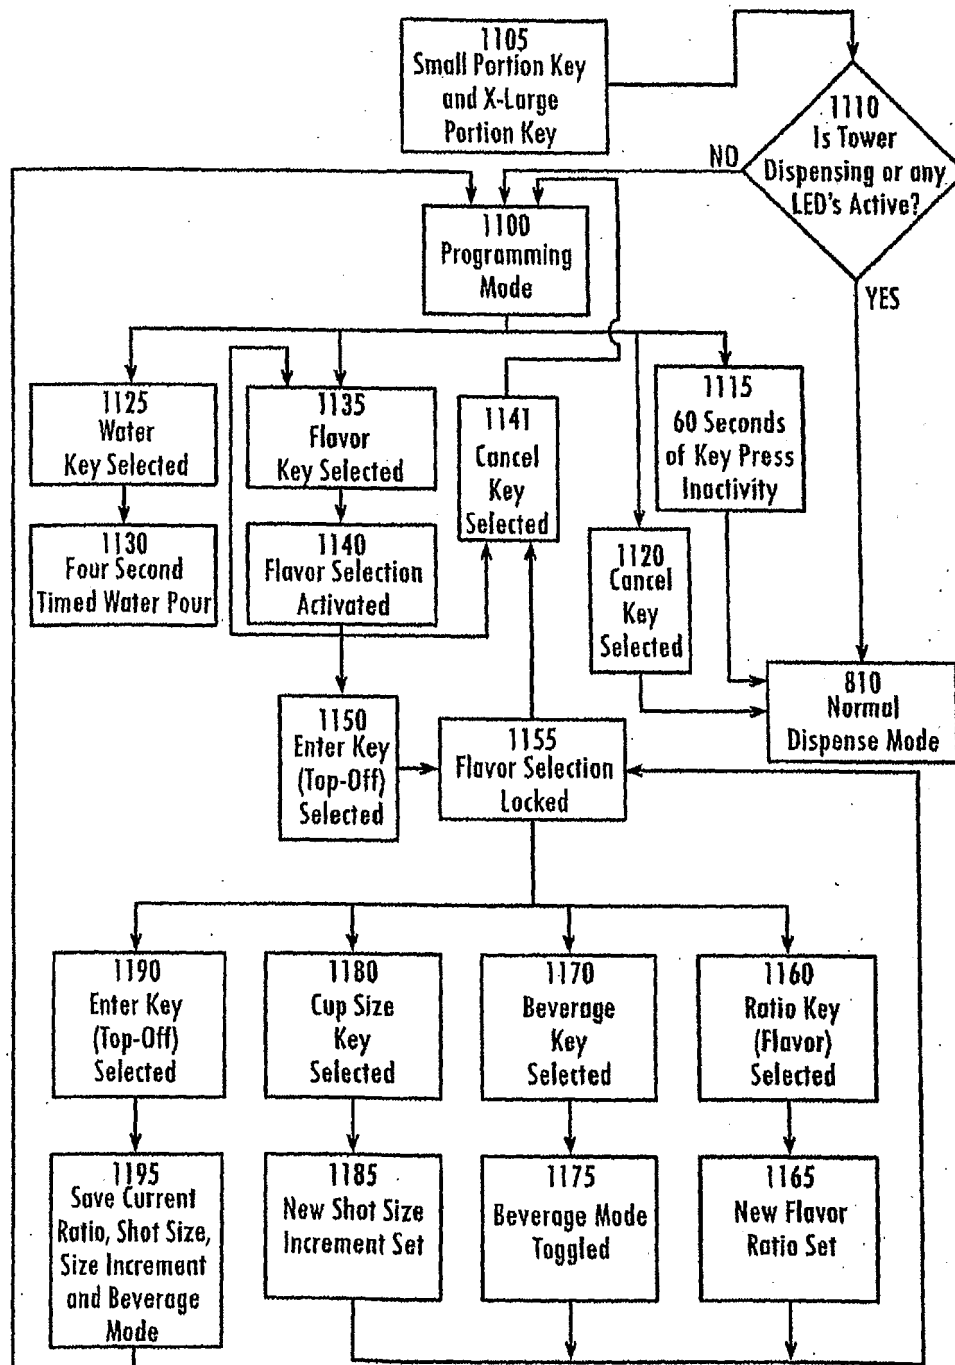 1105
Small Portion Key
and X-Large
Portion Key
1110
Is Tower
Dispensing or any
LED's Active?
NO
YES
1100
Programming
Mode
1125
Water
Key Selected
1135
Flavor
Key Selected
1141
Cancel
Key
Selected
1115
60 Seconds
of Key Press
Inactivity
1130
Four Second
Timed Water Pour
1140
Flavor Selection
Activated
1120
Cancel
Key
Selected
810
Normal
Dispense Mode
1150
Enter Key
(Top-Off)
Selected
1155
Flavor Selection
Locked
1190
Enter Key
(Top-Off)
Selected
1180
Cup Size
Key
Selected
1170
Beverage
Key
Selected
1160
Ratio Key
(Flavor)
Selected
1195
Save Current
Ratio, Shot Size,
Size Increment
and Beverage
Mode
1185
New Shot Size
Increment Set
1175
Beverage Mode
Toggled
1165
New Flavor
Ratio Set